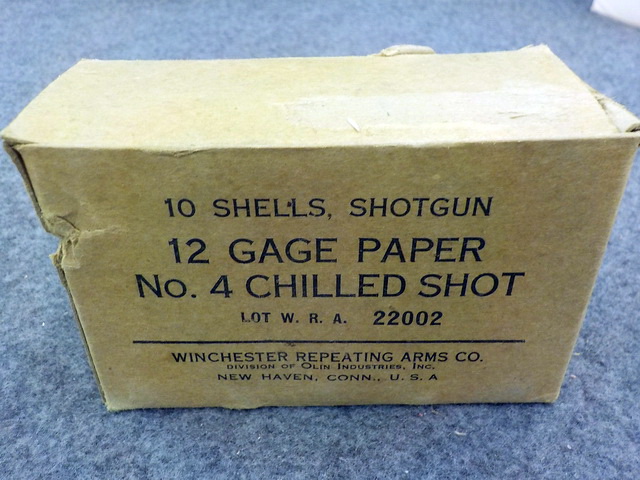 10 SHELLS, SHOTGUN
12 GAGE PAPER
No. 4 CHILLED SHOT
LOT W. R. A. 22002
WINCHESTER REPEATING ARMS CO.
DIVISION OF OLIN INDUSTRIES, INC.
NEW HAVEN, CONN., U. S. A